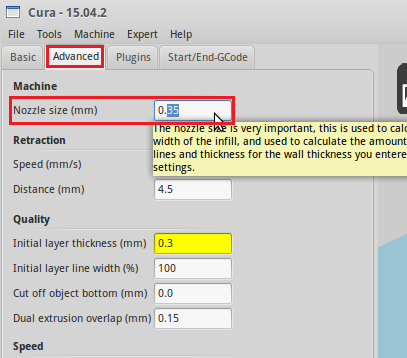 Cura - 15.04.2
File Tools Machine Expert Help
Basic Advanced Plugins Start/End-GCode
Machine
Nozzle size (mm) 0.35
The nozzle size is very important, this is used to calc
width of the infill, and used to calculate the amount
lines and thickness for the wall thickness you entere
settings.
Retraction
Speed (mm/s)
Distance (mm) 4.5
Quality
Initial layer thickness (mm) 0.3
Initial layer line width (%) 100
Cut off object bottom (mm) 0.0
Dual extrusion overlap (mm) 0.15
Speed